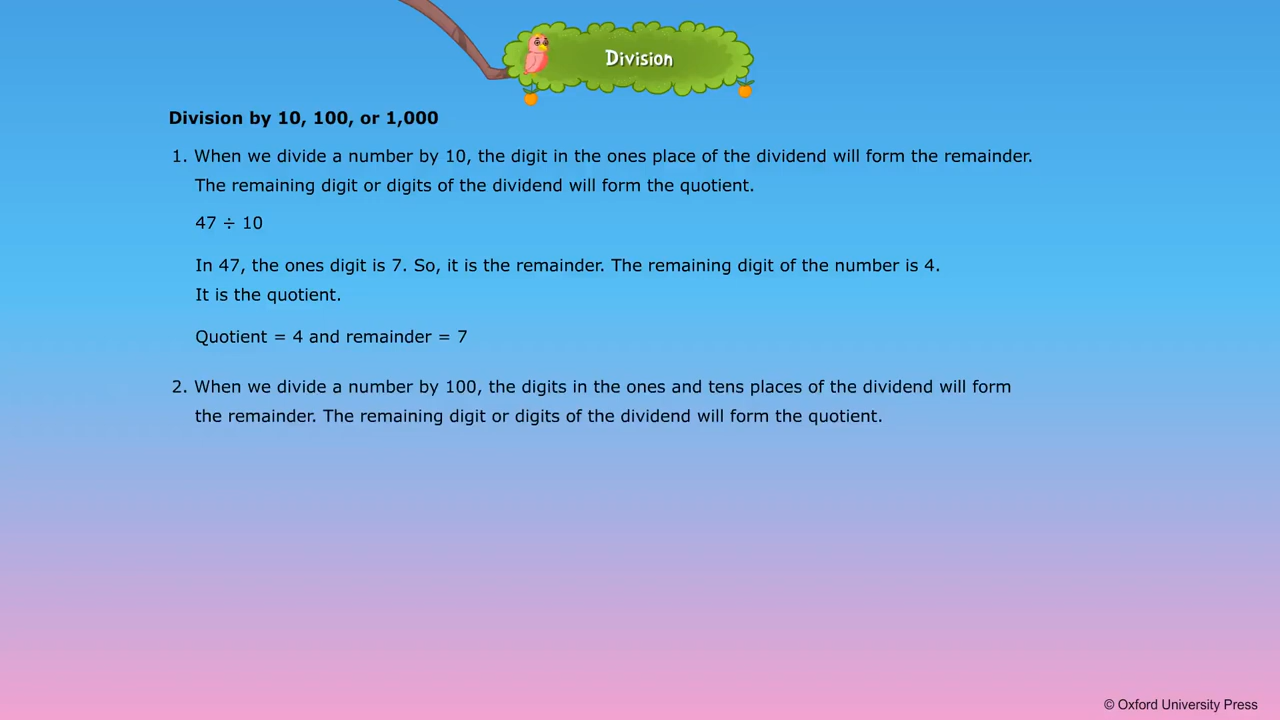 Division
Division by 10, 100, or 1,000
1. When we divide a number by 10, the digit in the ones place of the dividend will form the remainder.
The remaining digit or digits of the dividend will form the quotient.
47 ÷ 10
In 47, the ones digit is 7. So, it is the remainder. The remaining digit of the number is 4.
It is the quotient.
Quotient = 4 and remainder = 7
2. When we divide a number by 100, the digits in the ones and tens places of the dividend will form
the remainder. The remaining digit or digits of the dividend will form the quotient.
© Oxford University Press